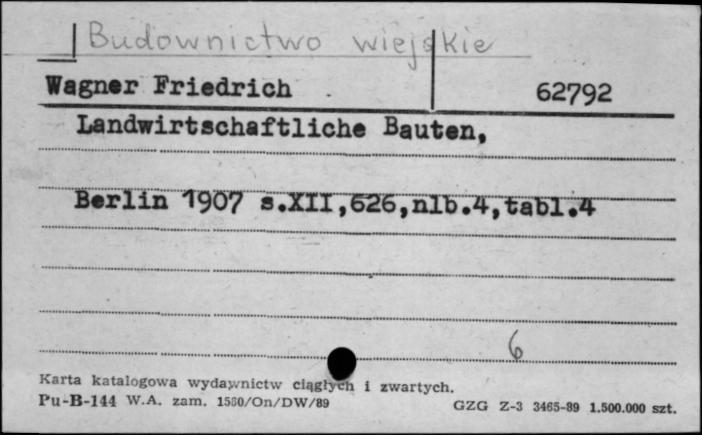 Budownictwo wiejskie
Wagner Friedrich 62792
Landwirtschaftliche Bauten,
Berlin 1907 s.XII,626,nlb.4,tabl.4
6
Karta katalogowa wydawnictw ciągłych i zwartych.
Pu-B-144 W.A. zam. 1580/On/DW/89 GZG Z-3 3465-89 1.500.000 szt.